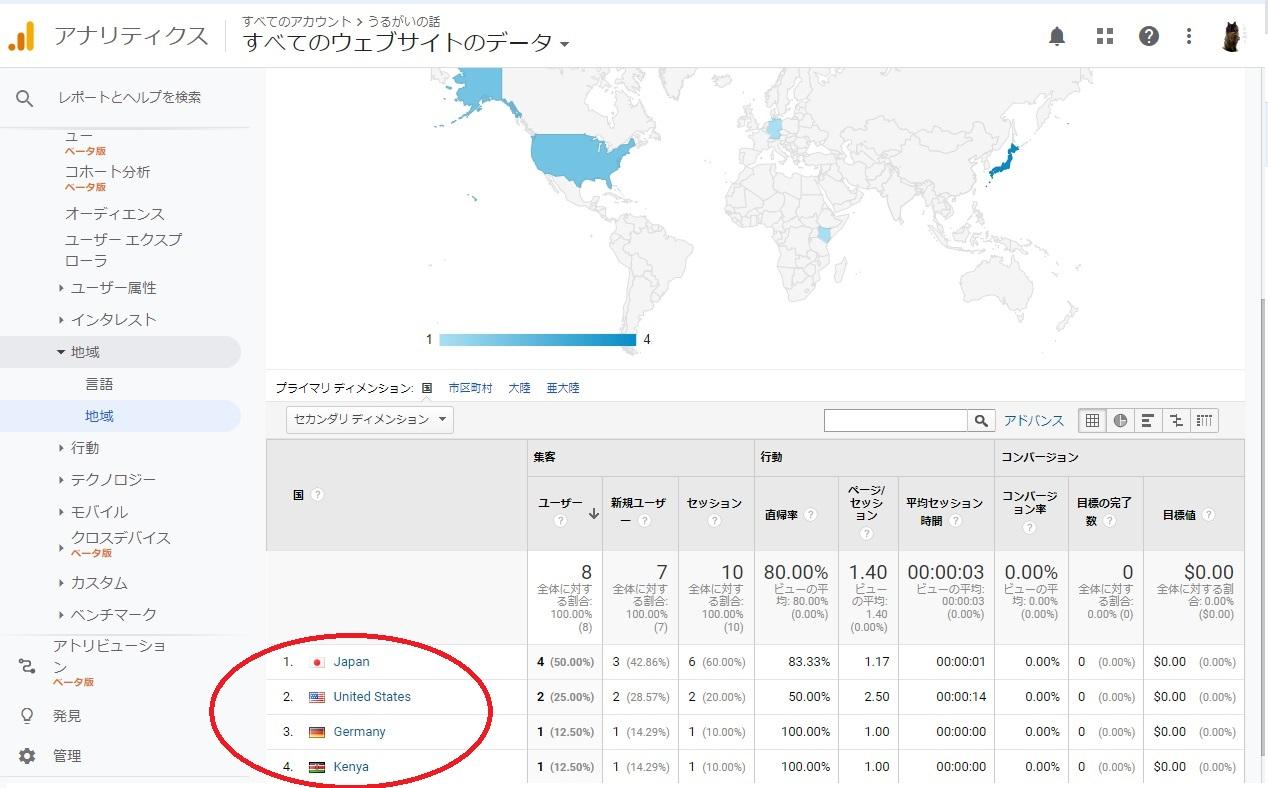 アナリティクス
すべてのアカウント > うるがいの話
すべてのウェブサイトのデータ
レポートとヘルプを検索
ュー
ベータ版
コホート分析
ベータ版
オーディエンス
ユーザー エクスプ
ローラ
ユーザー属性
インタレスト
地域
言語
地域
行動
テクノロジー
モバイル
クロスデバイス
ベータ版
カスタム
ベンチマーク
アトリビューショ
ン
ベータ版
発見
管理
1 4
プライマリ ディメンション: 国 市区町村 大陸 亜大陸
セカンダリ ディメンション
アドバンス
集客 行動 コンバージョン
国 ?
ユーザー
?
新規ユーザ
ー ?
セッション
?
直帰率 ?
ページ/
セッシ
ョン
?
平均セッション
時間 ?
コンバージ
ョン率
?
目標の完了
数 ?
目標値 ?
8
全体に対す
る割合:
100.00%
(8)
7
全体に対す
る割合:
100.00%
(7)
10
全体に対す
る割合:
100.00%
(10)
80.00%
ビューの平
均: 80.00%
(0.00%)
1.40
ビュー
の平均:
1.40
(0.00%)
00:00:03
ビューの平均:
00:00:03
(0.00%)
0.00%
ビューの平
均: 0.00%
(0.00%)
0
全体に対す
る割合:
0.00% (0)
$0.00
全体に対する割
合: 0.00%
($0.00)
1. Japan 4 (50.00%) 3 (42.86%) 6 (60.00%) 83.33% 1.17 00:00:01 0.00% 0 (0.00%) $0.00 (0.00%)
2. United States 2 (25.00%) 2 (28.57%) 2 (20.00%) 50.00% 2.50 00:00:14 0.00% 0 (0.00%) $0.00 (0.00%)
3. Germany 1 (12.50%) 1 (14.29%) 1 (10.00%) 100.00% 1.00 00:00:00 0.00% 0 (0.00%) $0.00 (0.00%)
4. Kenya 1 (12.50%) 1 (14.29%) 1 (10.00%) 100.00% 1.00 00:00:00 0.00% 0 (0.00%) $0.00 (0.00%)